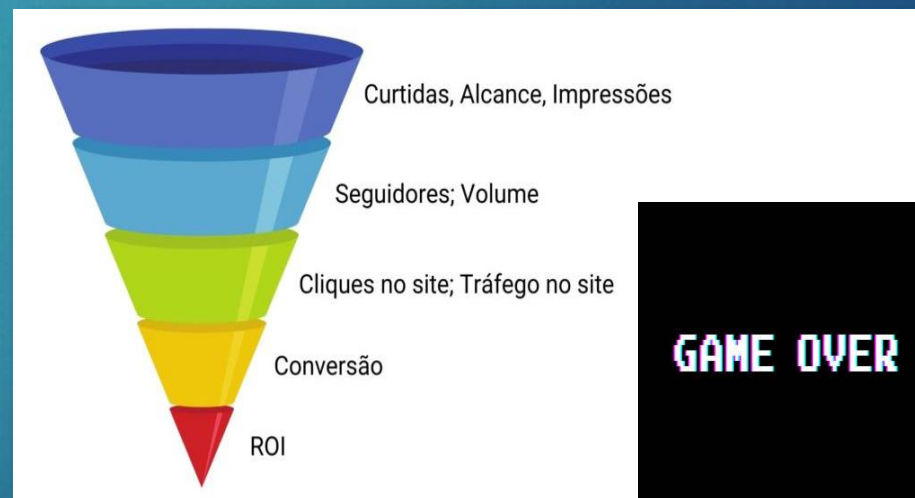 Curtidas, Alcance, Impressões
Seguidores; Volume
Cliques no site; Tráfego no site
Conversão
ROI
GAME OVER